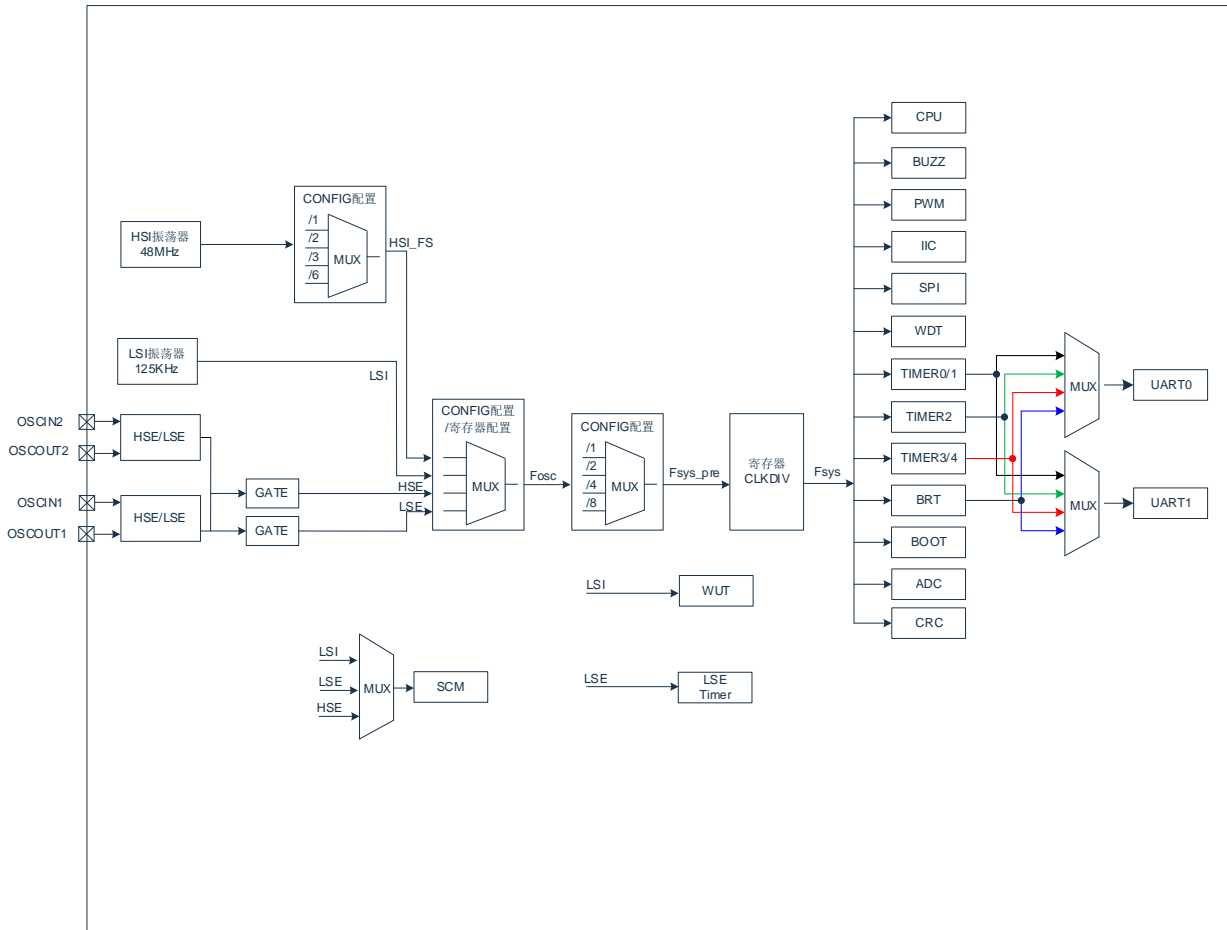 HSI振荡器
48MHz
CONFIG配置
/1
/2
/3
/6
MUX
HSI_FS
LSI振荡器
125KHz
LSI
OSCIN2
OSCOUT2
HSE/LSE
OSCIN1
OSCOUT1
HSE/LSE
GATE
GATE
HSE
LSE
CONFIG配置
/寄存器配置
MUX
Fosc
CONFIG配置
/1
/2
/4
/8
MUX
Fsys_pre
寄存器
CLKDIV
Fsys
CPU
BUZZ
PWM
IIC
SPI
WDT
TIMER0/1
TIMER2
TIMER3/4
BRT
BOOT
ADC
CRC
MUX
UART0
MUX
UART1
LSI
WUT
LSE
LSE
Timer
LSI
LSE
HSE
MUX
SCM